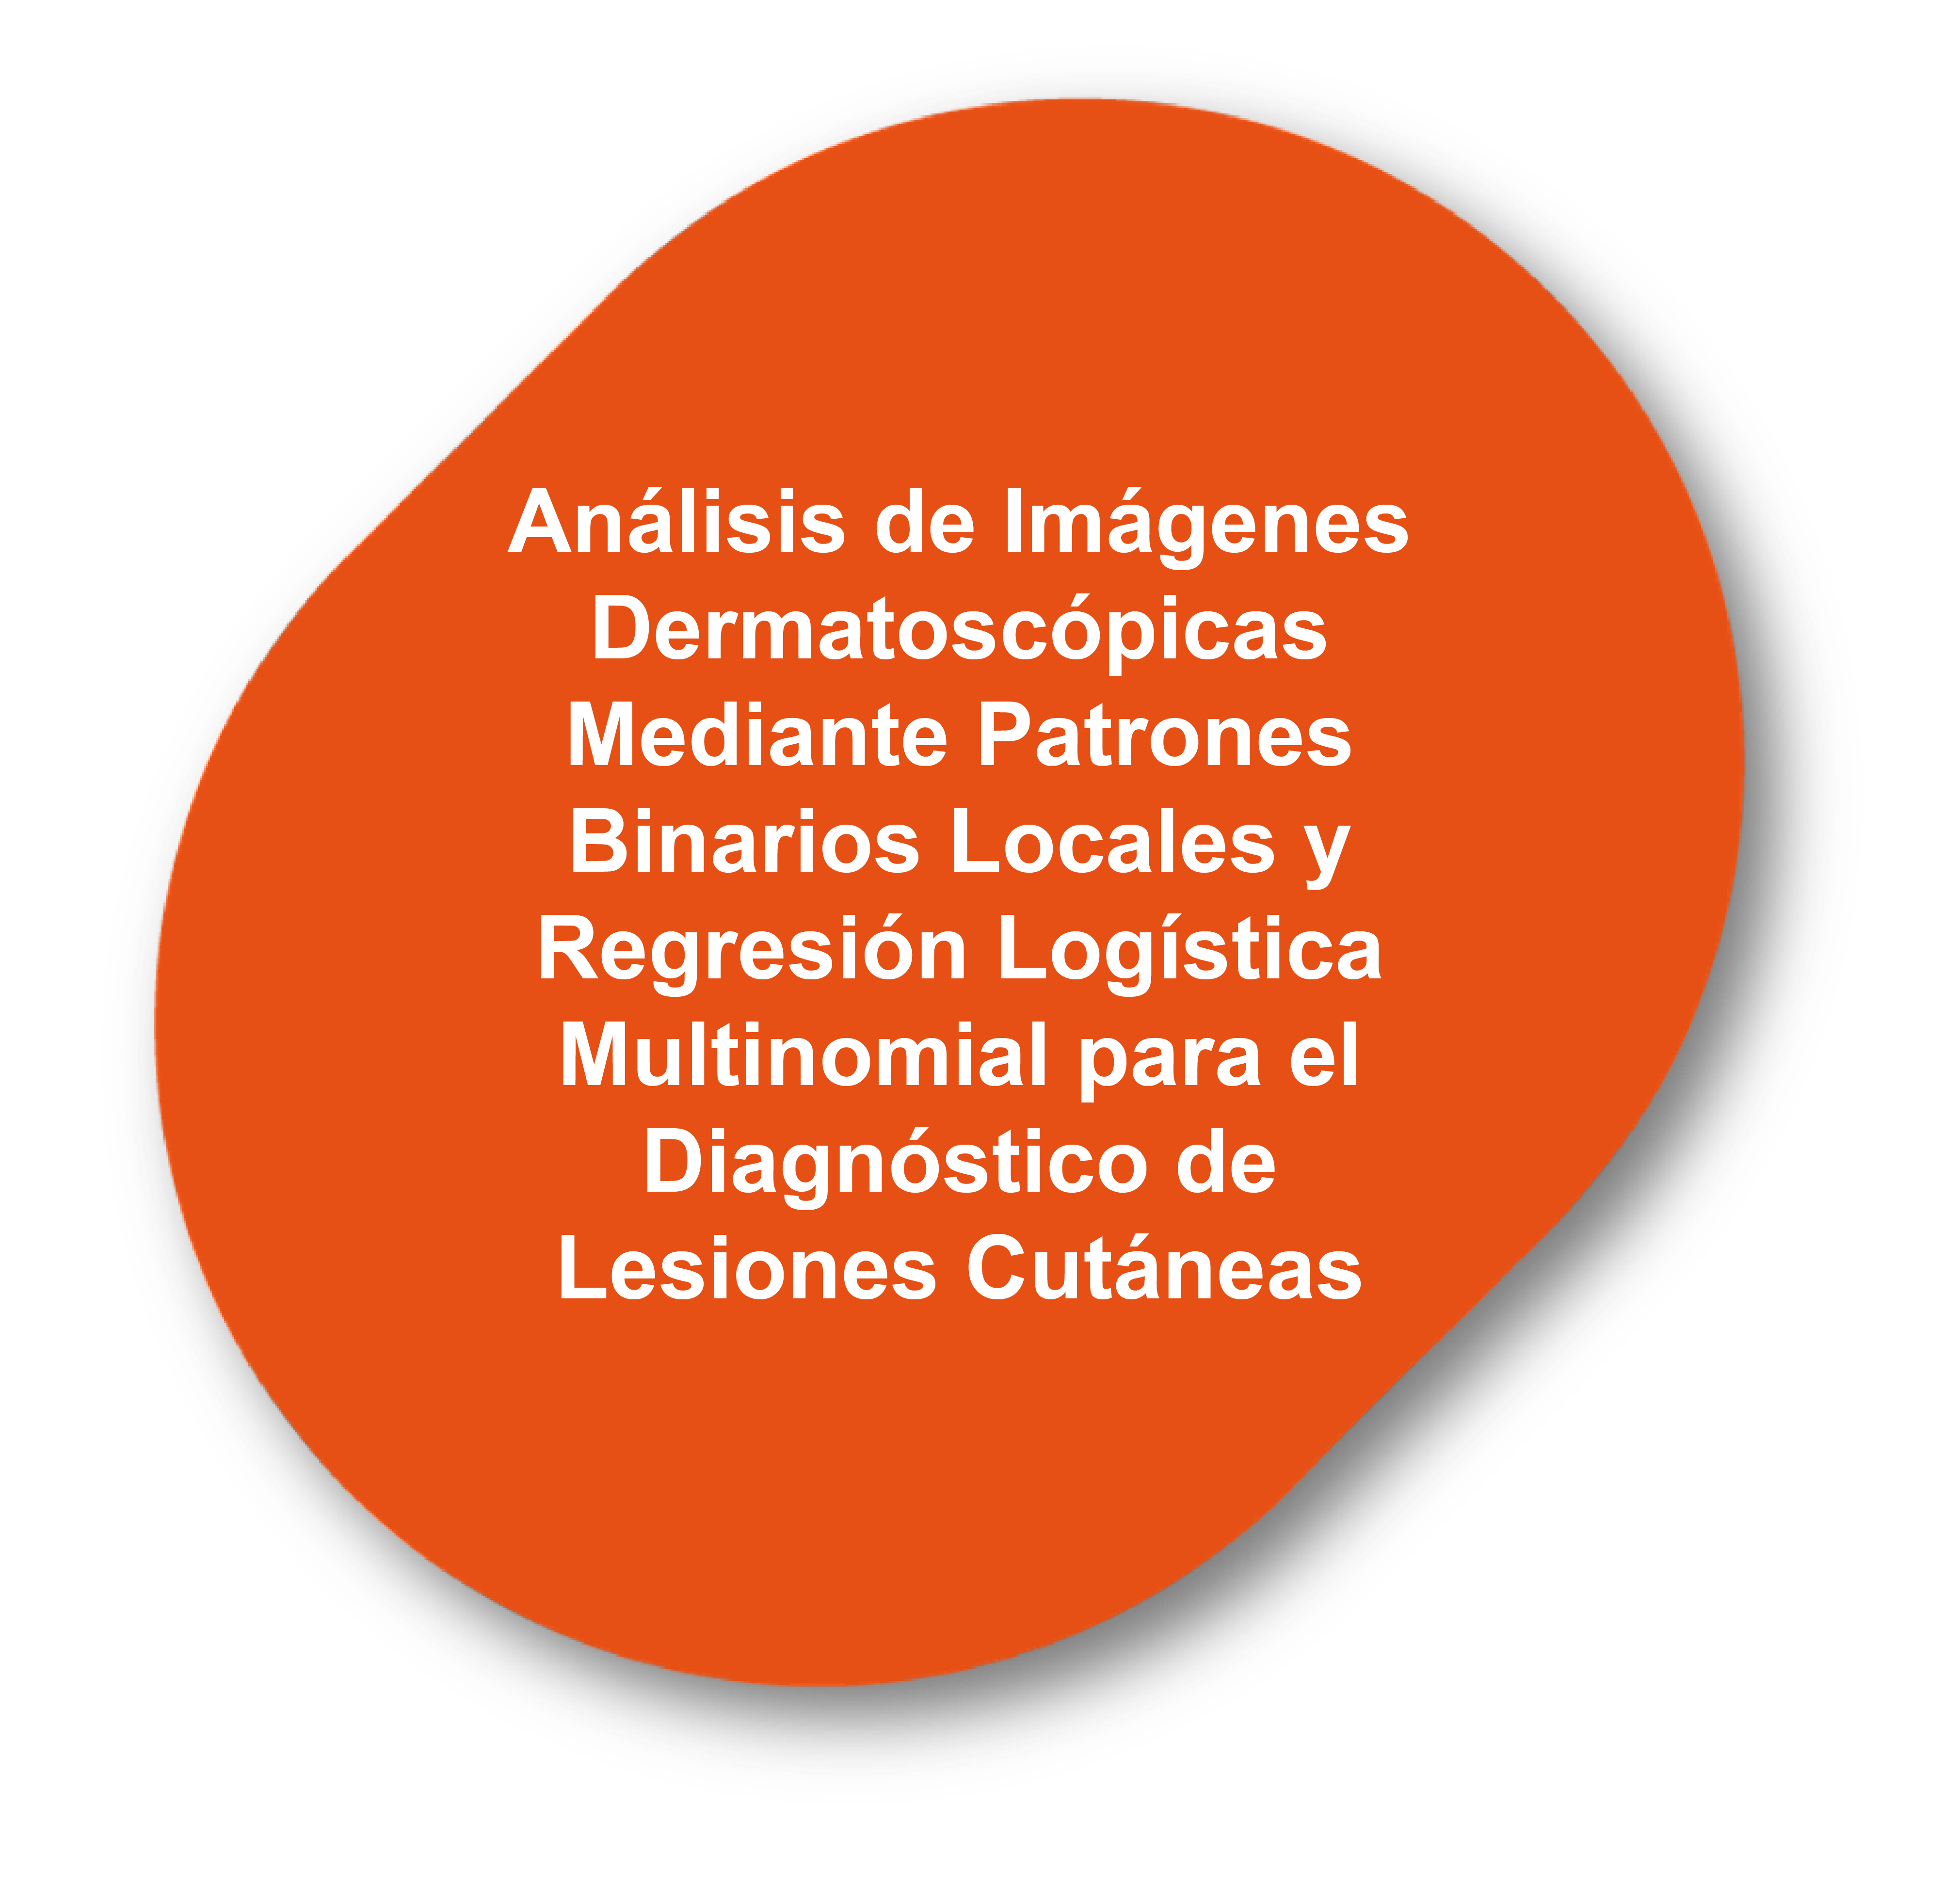 Análisis de Imágenes
Dermatoscópicas
Mediante Patrones
Binarios Locales y
Regresión Logística
Multinomial para el
Diagnóstico de
Lesiones Cutáneas